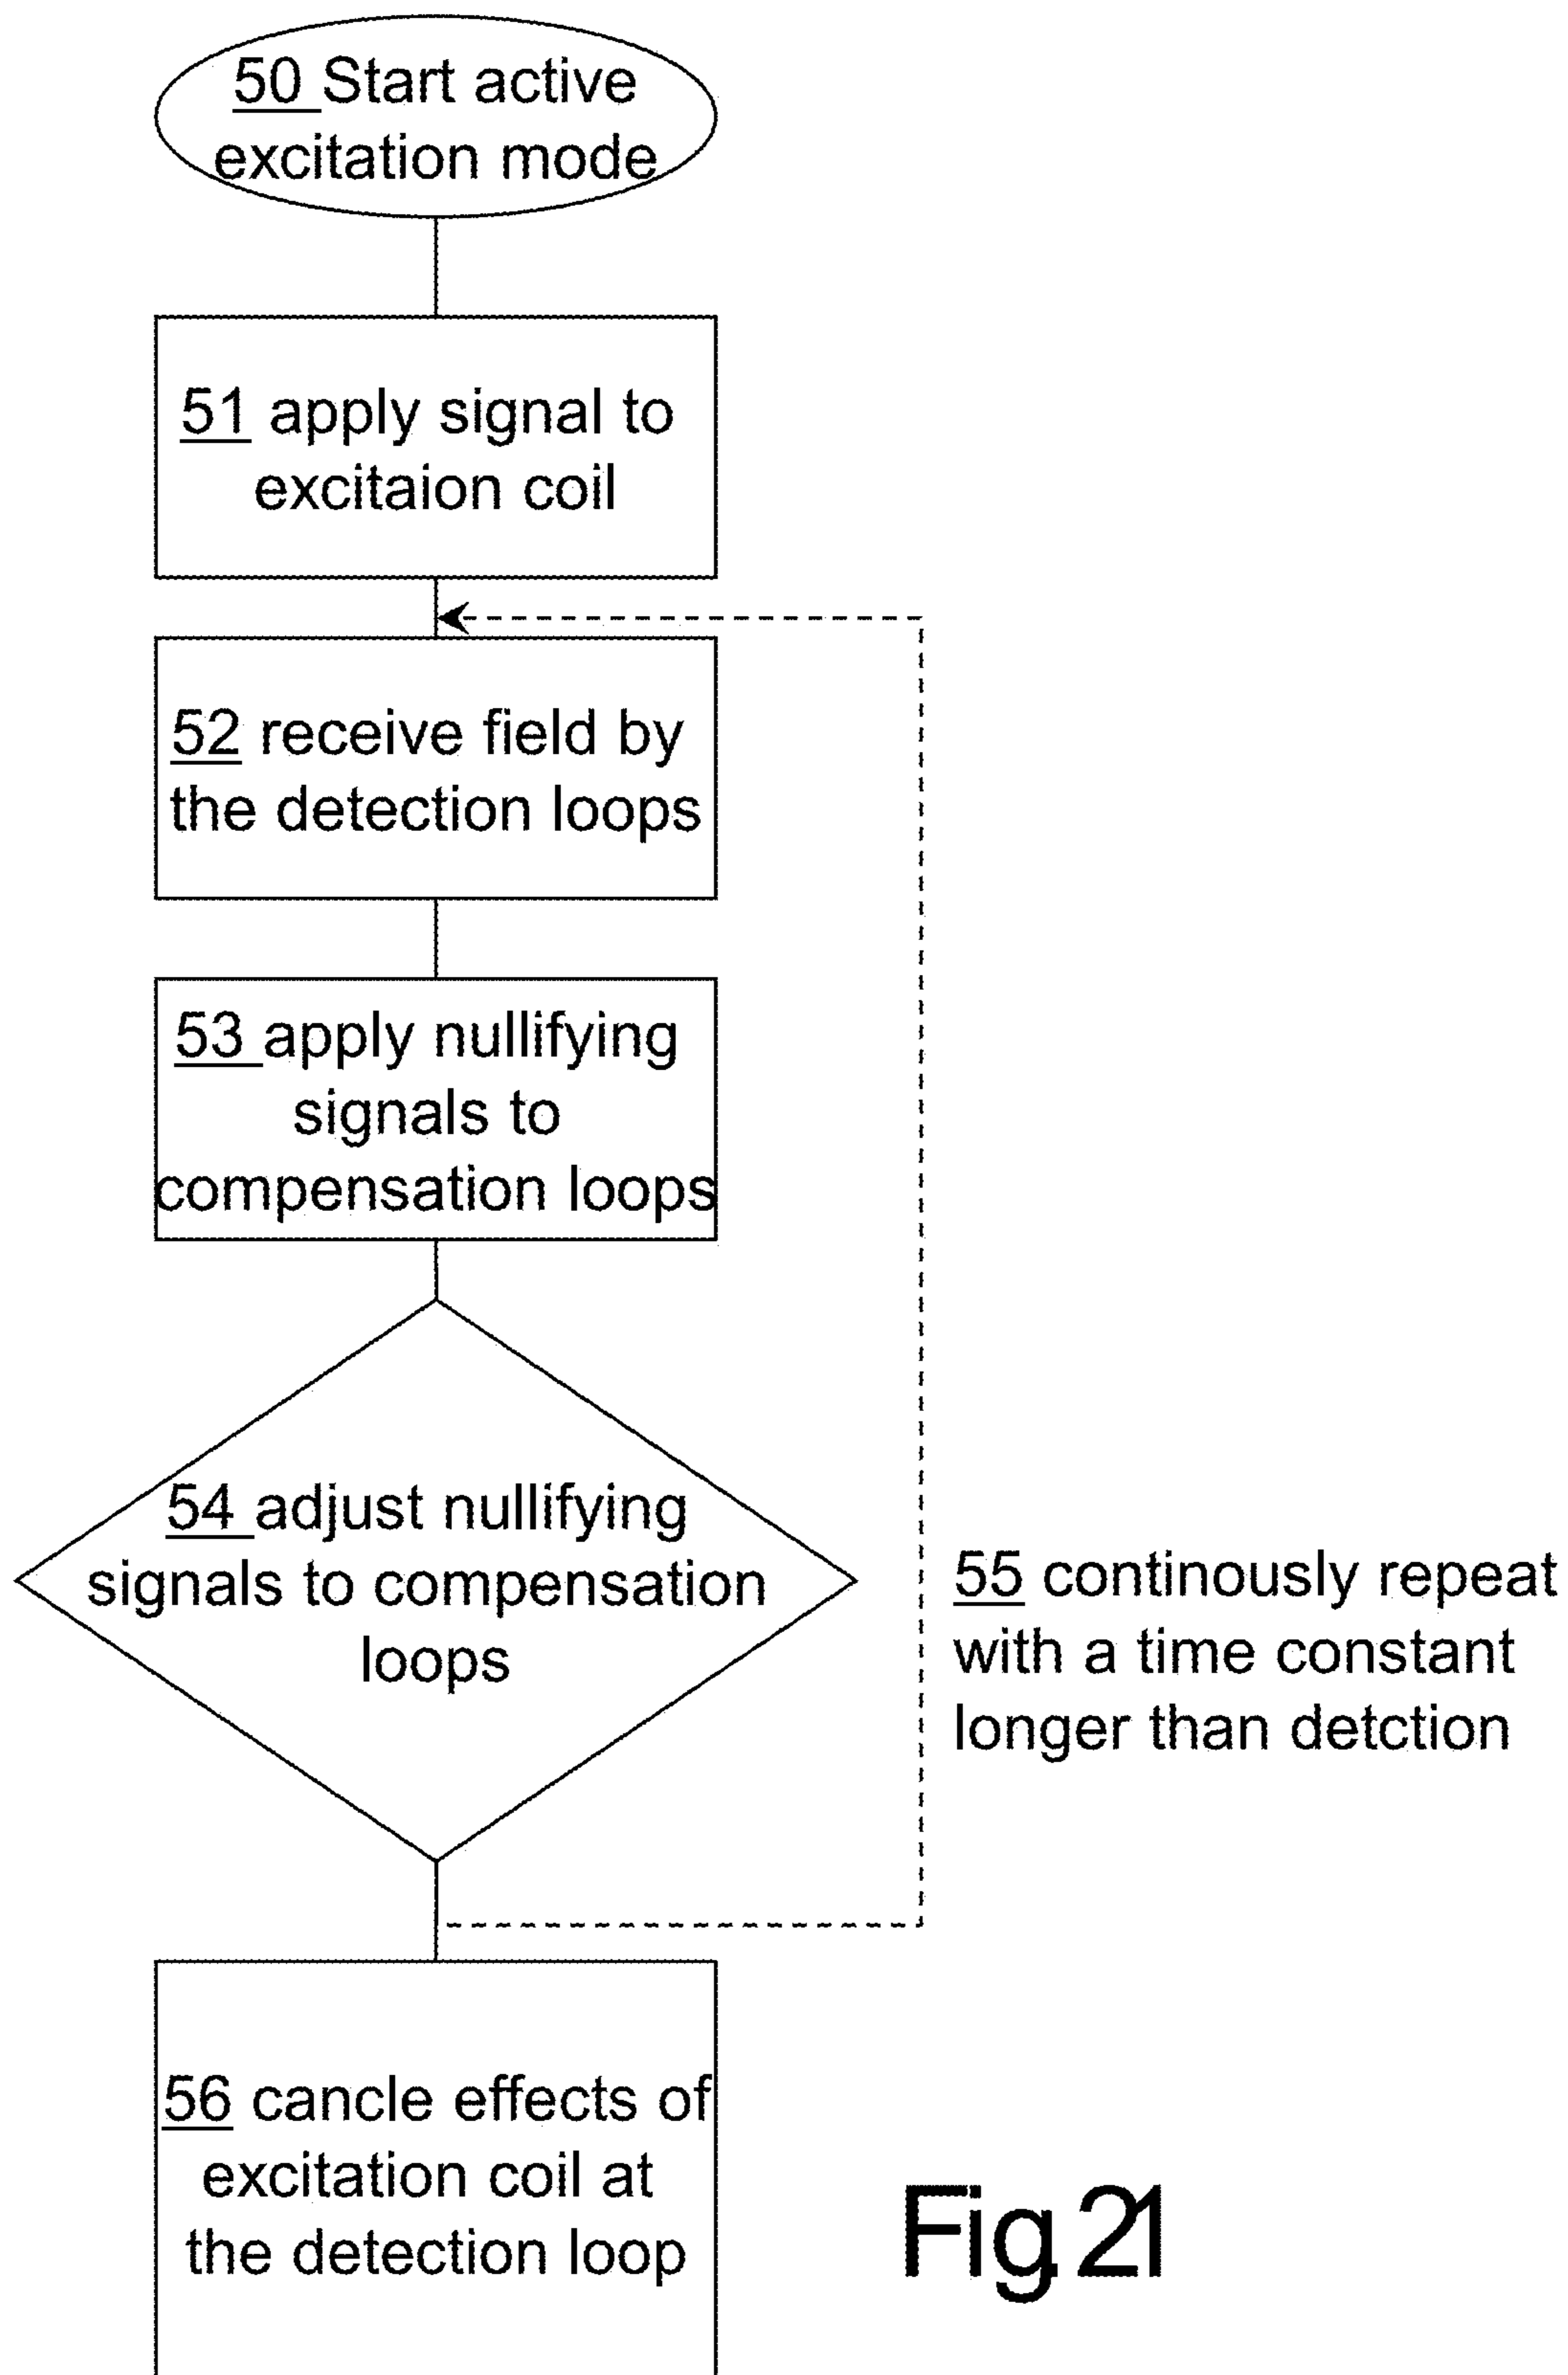 50 Start active
excitation mode
51 apply signal to
excitaion coil
52 receive field by
the detection loops
53 apply nullifying
signals to
compensation loops
54 adjust nullifying
signals to compensation
loops
55 continously repeat
with a time constant
longer than detction
56 cancle effects of
excitation coil at
the detection loop
Fig.21